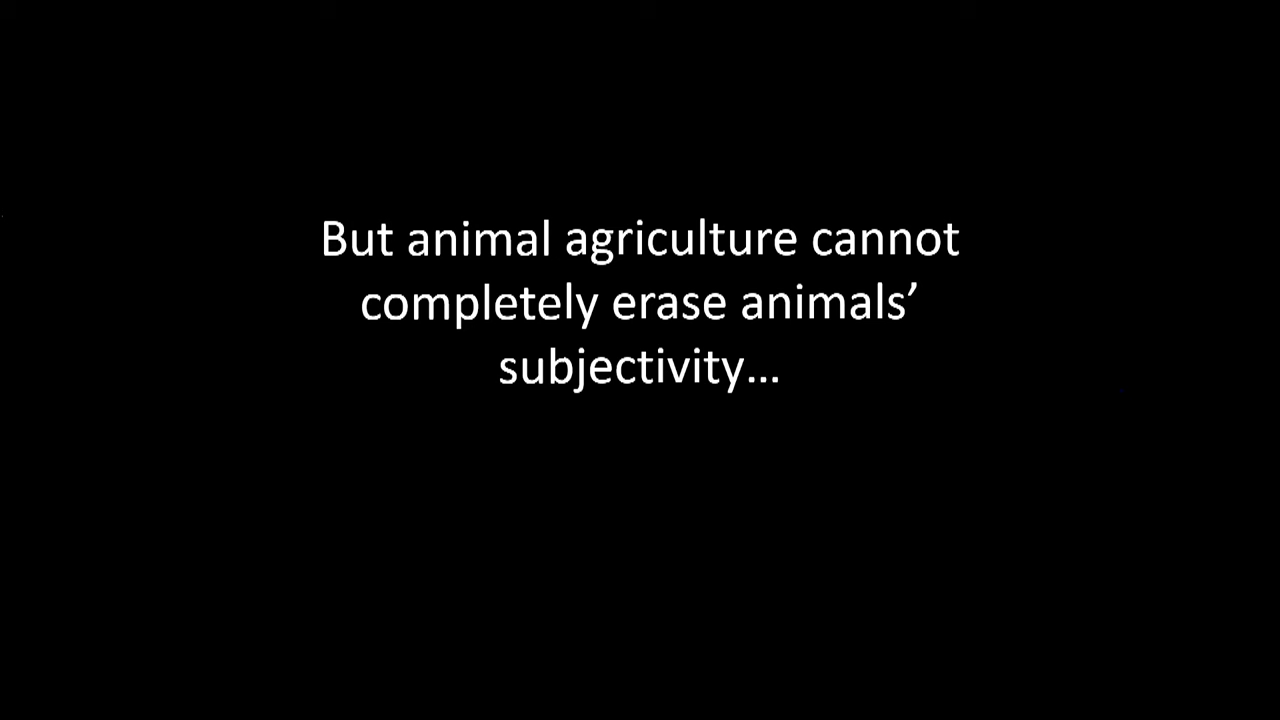 But animal agriculture cannot
completely erase animals’
subjectivity…